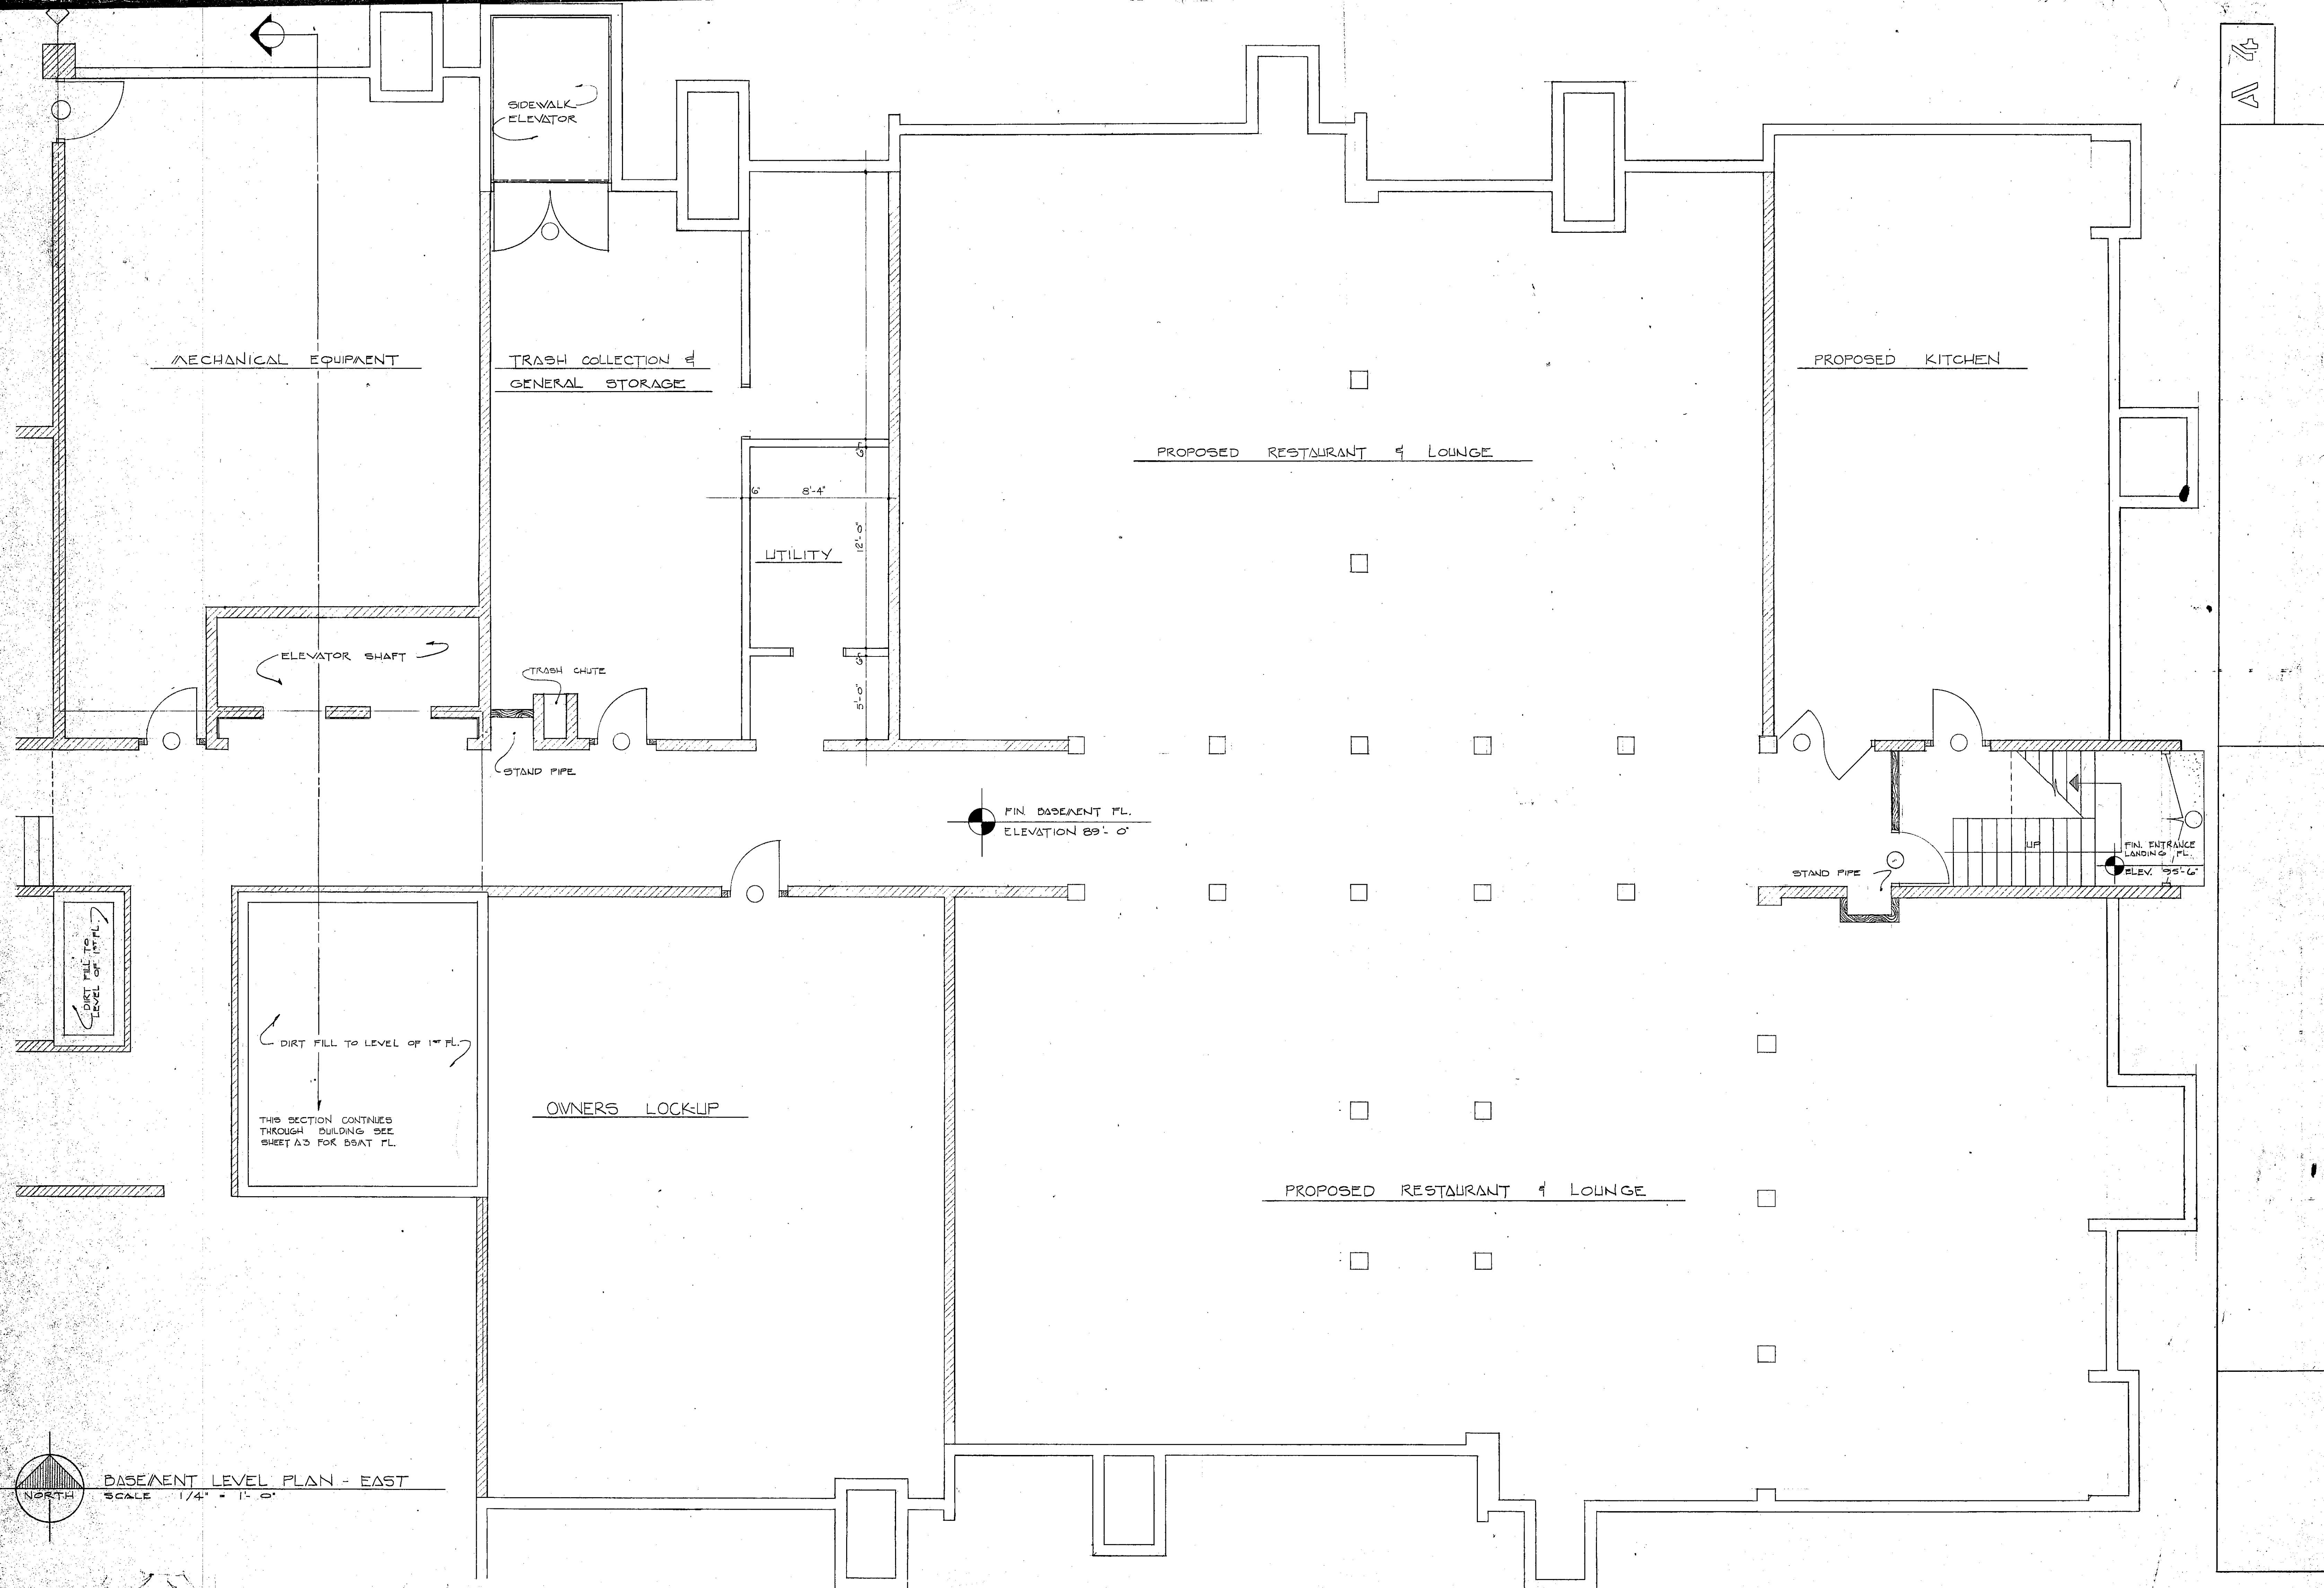 A 4
SIDEWALK
ELEVATOR
MECHANICAL EQUIPMENT
TRASH COLLECTION &
GENERAL STORAGE
PROPOSED KITCHEN
PROPOSED RESTAURANT & LOUNGE
6"
6"
8'-4"
12'-0"
UTILITY
ELEVATOR SHAFT
6"
TRASH CHUTE
5'-0"
STAND PIPE
FIN. BASEMENT FL.
ELEVATION 89'-0"
UP
FIN. ENTRANCE
LANDING FL.
ELEV. 95'-6"
STAND PIPE
DIRT FILL TO
LEVEL OF 1ST FL.
DIRT FILL TO LEVEL OF 1ST FL.
THIS SECTION CONTINUES
THROUGH BUILDING SEE
SHEET A3 FOR BSMT FL.
OWNERS LOCK-UP
PROPOSED RESTAURANT & LOUNGE
NORTH
BASEMENT LEVEL PLAN - EAST
SCALE 1/4" = 1'-0"